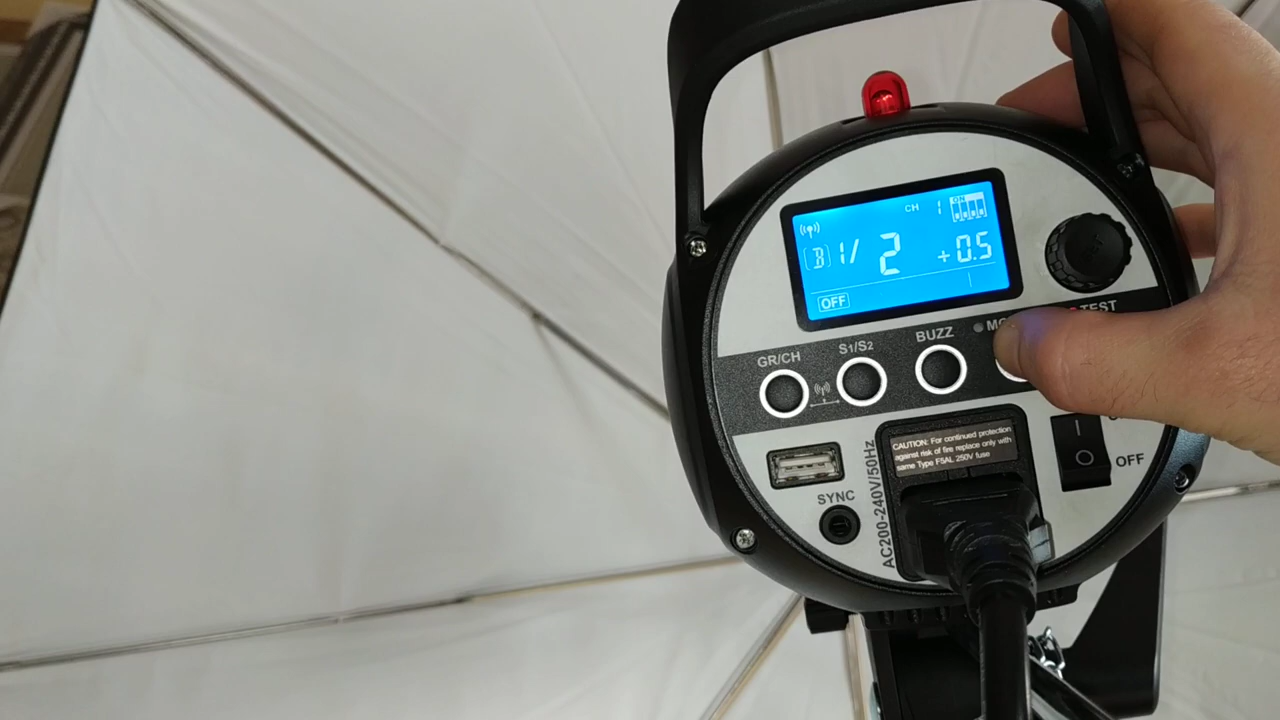 CH 1 ON
[B] 1/ 2 +0.5
OFF
TEST
GR/CH
S1/S2
BUZZ
CAUTION: For continued protection
against risk of fire replace only with
same Type F5AL 250V fuse
AC200-240V/50Hz
SYNC
OFF